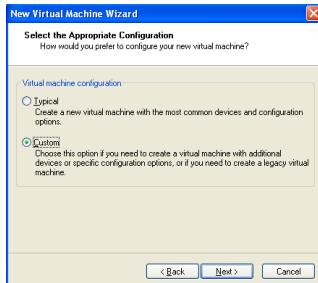 New Virtual Machine Wizard
Select the Appropriate Configuration
How would you prefer to configure your new virtual machine?
Virtual machine configuration
Typical
Create a new virtual machine with the most common devices and configuration
options.
Custom
Choose this option if you need to create a virtual machine with additional
devices or specific configuration options, or if you need to create a legacy virtual
machine.
< Back Next > Cancel